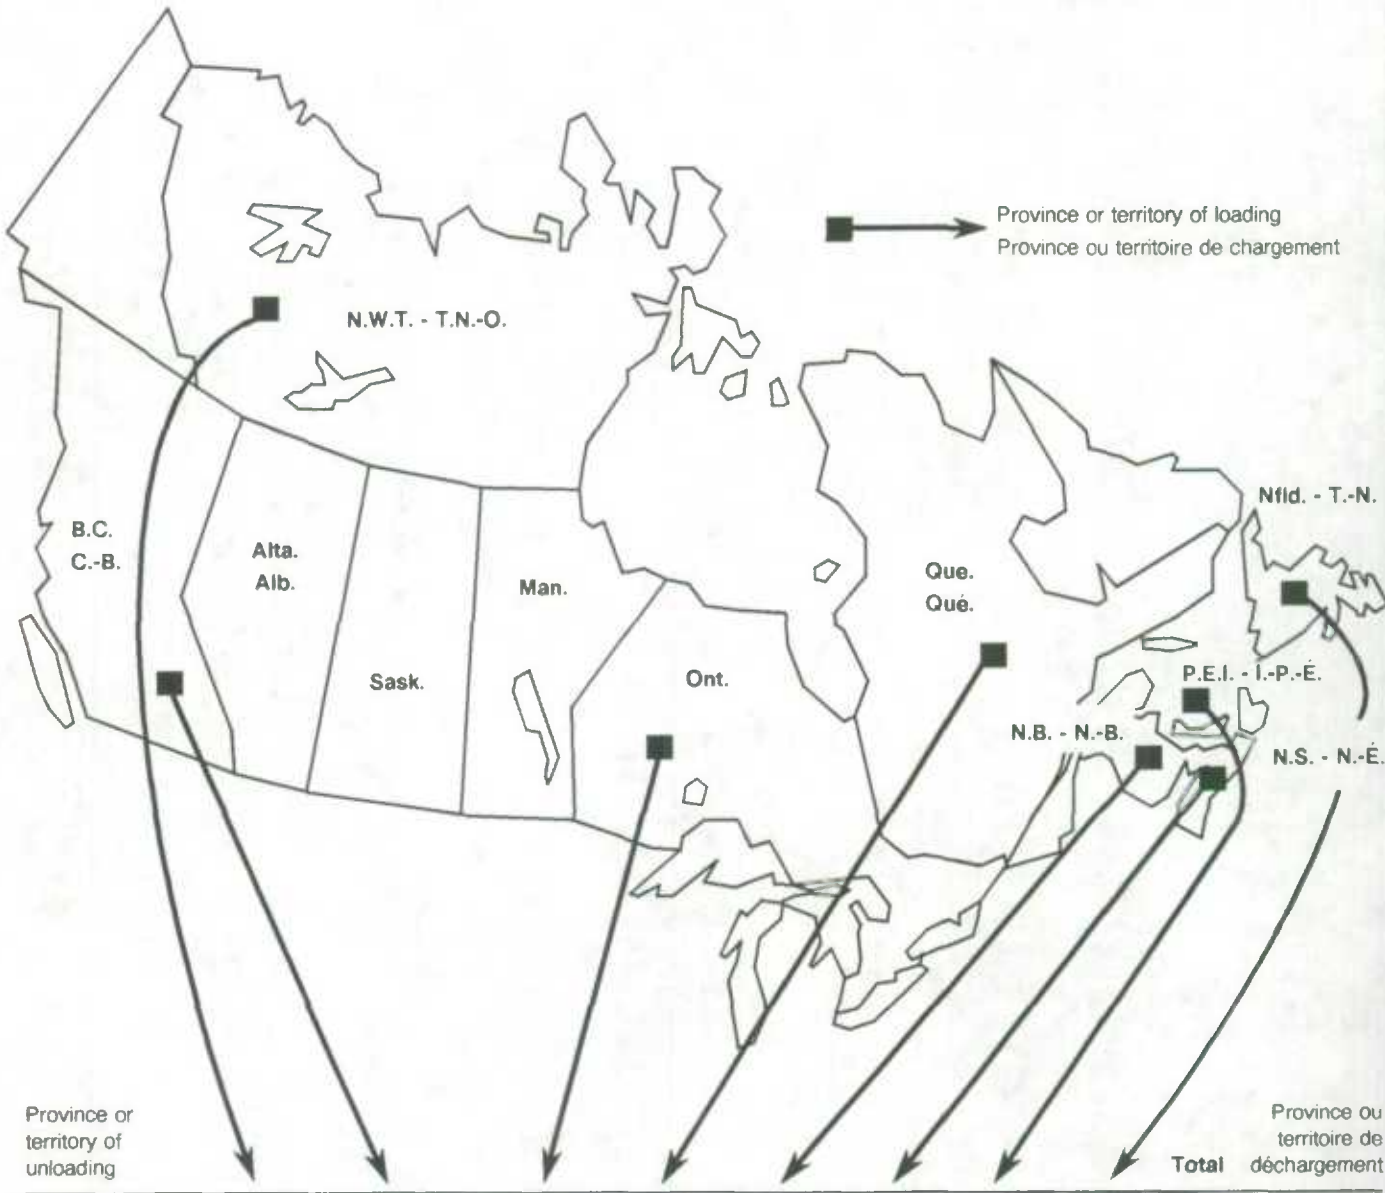 Province or territory of loading
Province ou territoire de chargement
N.W.T. - T.N.-O.
Nfld. - T.-N.
B.C.
C.-B.
Alta.
Alb.
Man.
Que.
Qué.
Sask.
Ont.
P.E.I. - I.-P.-É.
N.B. - N.-B.
N.S. - N.-É.
Province or
territory of
unloading
Province ou
territoire de
Total déchargement